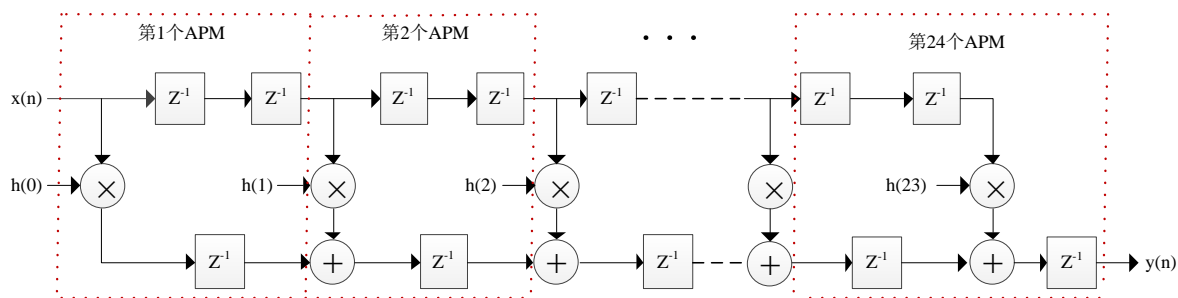 第1个APM
第2个APM
· · ·
第24个APM
x(n)
Z⁻¹
Z⁻¹
Z⁻¹
Z⁻¹
Z⁻¹
Z⁻¹
Z⁻¹
h(0)
×
h(1)
×
h(2)
×
×
h(23)
×
Z⁻¹
+
Z⁻¹
+
Z⁻¹
+
Z⁻¹
+
Z⁻¹
y(n)